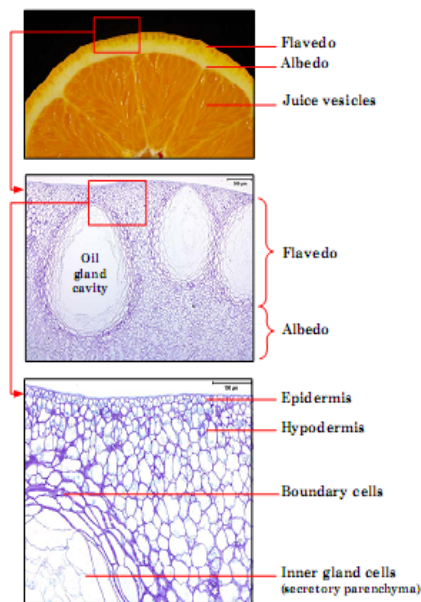 Flavedo
Albedo
Juice vesicles
Oil
gland
cavity
Flavedo
Albedo
Epidermis
Hypodermis
Boundary cells
Inner gland cells
(secretory parenchyma)